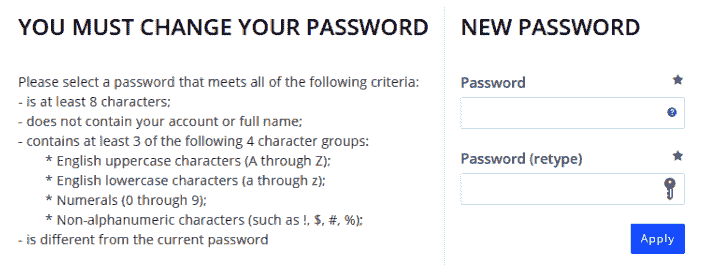 YOU MUST CHANGE YOUR PASSWORD
Please select a password that meets all of the following criteria:
- is at least 8 characters;
- does not contain your account or full name;
- contains at least 3 of the following 4 character groups:
* English uppercase characters (A through Z);
* English lowercase characters (a through z);
* Numerals (0 through 9);
* Non-alphanumeric characters (such as !, $, #, %);
- is different from the current password
NEW PASSWORD
Password
?
Password (retype)
Apply